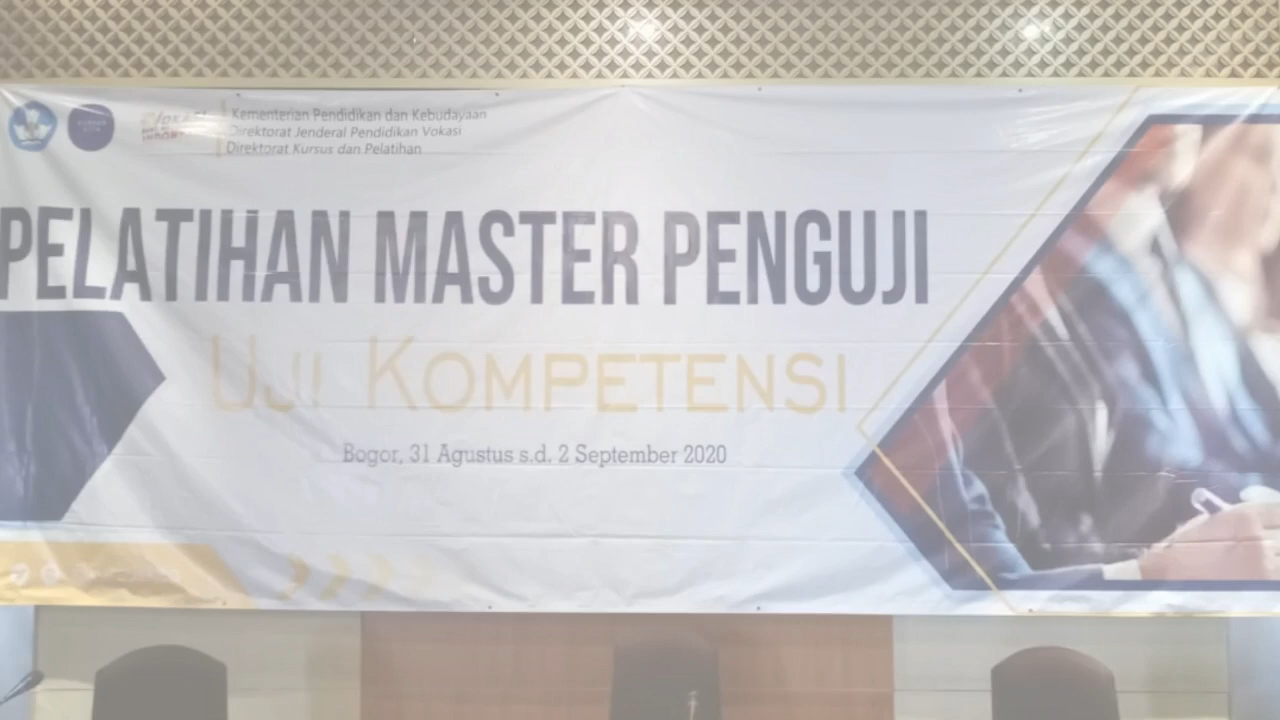 Kementerian Pendidikan dan Kebudayaan
Direktorat Jenderal Pendidikan Vokasi
Direktorat Kursus dan Pelatihan
PELATIHAN MASTER PENGUJI
UJI KOMPETENSI
Bogor, 31 Agustus s.d. 2 September 2020